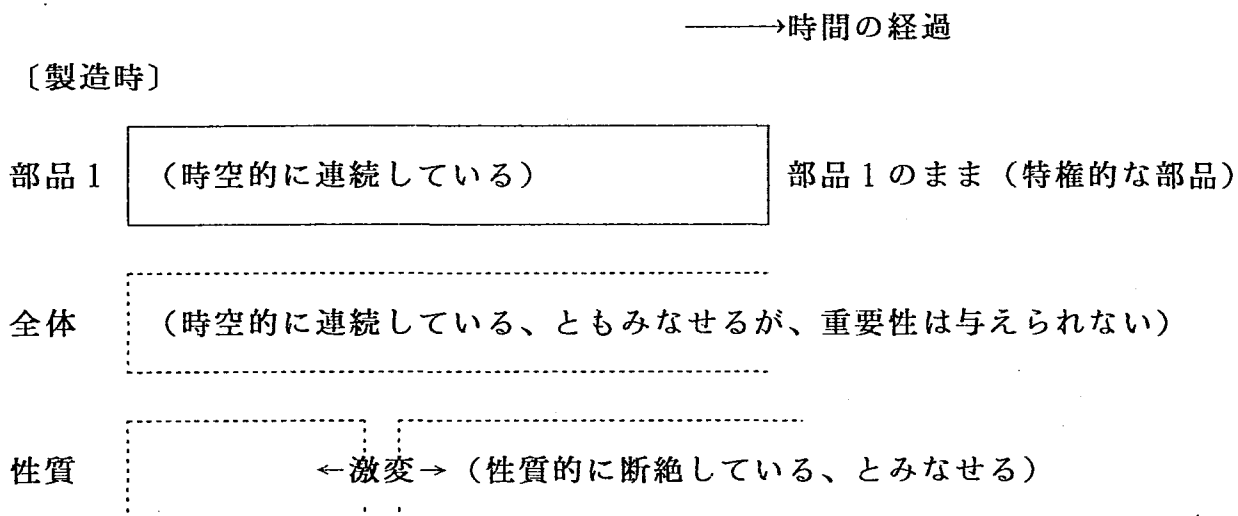 ───→時間の経過
〔製造時〕
部品1 (時空的に連続している) 部品1のまま(特権的な部品)
全体 (時空的に連続している、ともみなせるが、重要性は与えられない)
性質 ←激変→(性質的に断絶している、とみなせる)